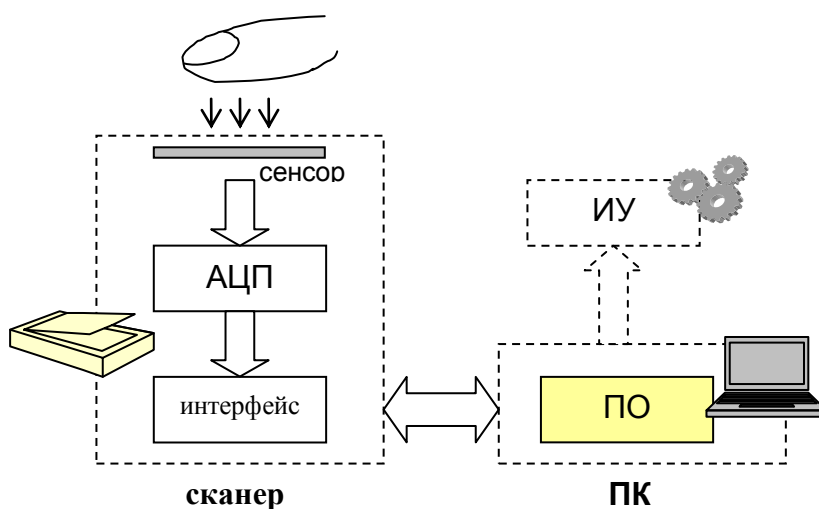 сенсор
АЦП
интерфейс
сканер
ИУ
ПО
ПК